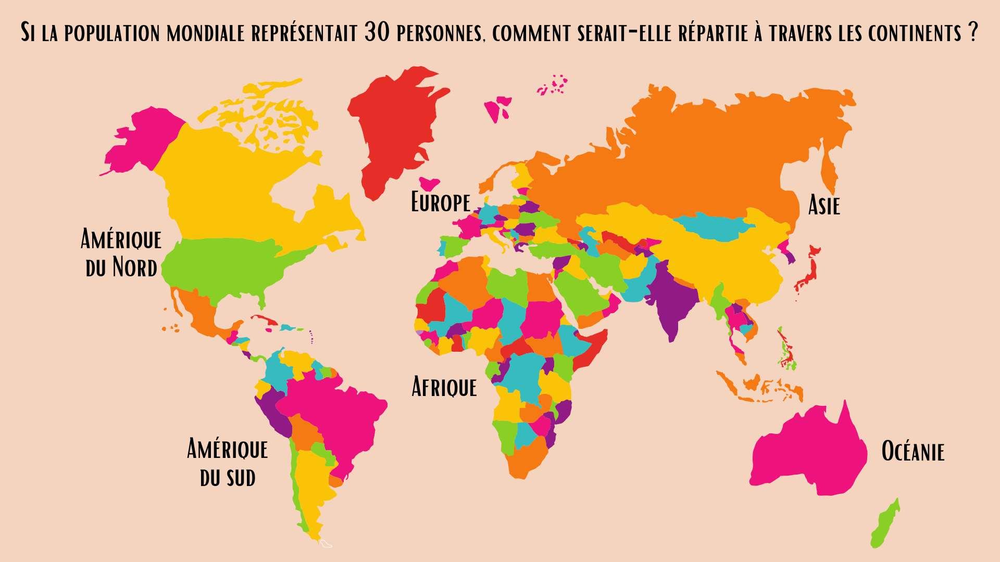 Si la population mondiale représentait 30 personnes, comment serait-elle répartie à travers les continents ?
Europe
Asie
Amérique
du Nord
Afrique
Amérique
du sud
Océanie